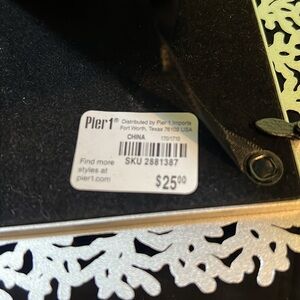 Pier1® Distributed by Pier 1 Imports
Fort Worth, Texas 76102 USA
CHINA
SKU 2881387
Find more
styles at
pier1.com
$25.00